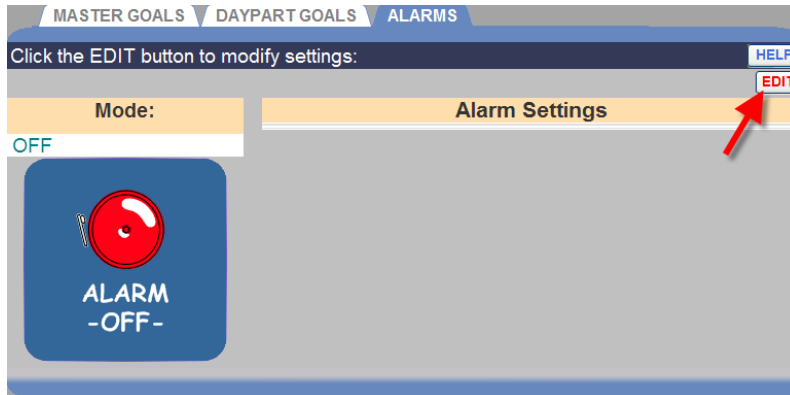 MASTER GOALS DAYPART GOALS ALARMS
Click the EDIT button to modify settings:
HELP
EDIT
Mode: Alarm Settings
OFF
ALARM
-OFF-